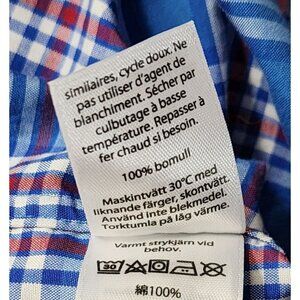 similaires, cycle doux. Ne
pas utiliser d'agent de
blanchiment. Sécher par
culbutage à basse
température. Repasser à
fer chaud si besoin.
100% bomull
Maskintvätt 30°C med
liknande färger, skontvätt.
Använd inte blekmedel.
Torktumla på låg värme.
Varmt strykjärn vid
behov.
30
綿100%